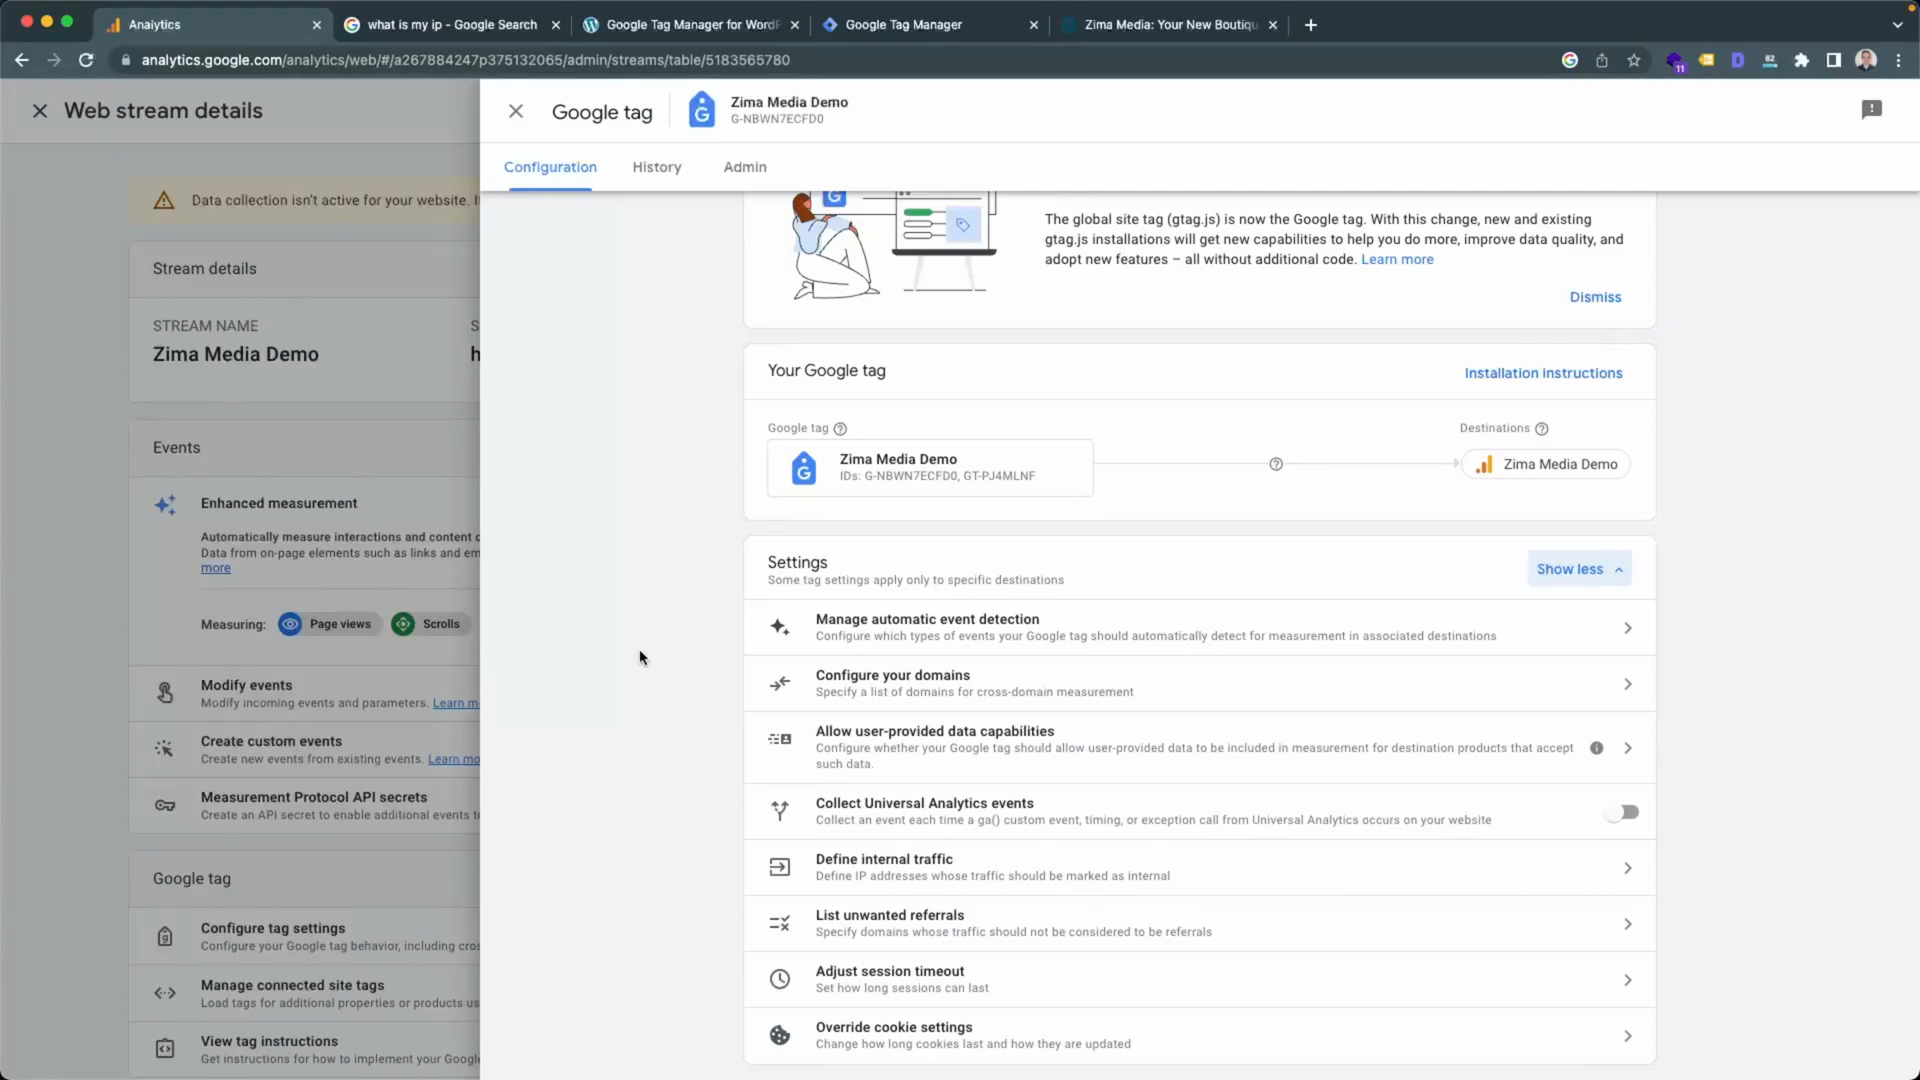 Analytics
what is my ip - Google Search
Google Tag Manager for WordP
Google Tag Manager
Zima Media: Your New Boutiqu
analytics.google.com/analytics/web/#/a267884247p375132065/admin/streams/table/5183565780
11
82
Web stream details
Google tag
Zima Media Demo
G-NBWN7ECFD0
Configuration
History
Admin
Data collection isn't active for your website. I
The global site tag (gtag.js) is now the Google tag. With this change, new and existing
gtag.js installations will get new capabilities to help you do more, improve data quality, and
adopt new features – all without additional code. Learn more
Dismiss
Stream details
STREAM NAME
S
Zima Media Demo
h
Your Google tag
Installation instructions
Google tag
Destinations
Zima Media Demo
IDs: G-NBWN7ECFD0, GT-PJ4MLNF
Zima Media Demo
Events
Enhanced measurement
Automatically measure interactions and content c
Data from on-page elements such as links and em
more
Measuring:
Page views
Scrolls
Modify events
Modify incoming events and parameters. Learn m
Create custom events
Create new events from existing events. Learn mo
Measurement Protocol API secrets
Create an API secret to enable additional events t
Google tag
Configure tag settings
Configure your Google tag behavior, including cros
Manage connected site tags
Load tags for additional properties or products us
View tag instructions
Get instructions for how to implement your Google
Settings
Some tag settings apply only to specific destinations
Show less
Manage automatic event detection
Configure which types of events your Google tag should automatically detect for measurement in associated destinations
Configure your domains
Specify a list of domains for cross-domain measurement
Allow user-provided data capabilities
Configure whether your Google tag should allow user-provided data to be included in measurement for destination products that accept
such data.
Collect Universal Analytics events
Collect an event each time a ga() custom event, timing, or exception call from Universal Analytics occurs on your website
Define internal traffic
Define IP addresses whose traffic should be marked as internal
List unwanted referrals
Specify domains whose traffic should not be considered to be referrals
Adjust session timeout
Set how long sessions can last
Override cookie settings
Change how long cookies last and how they are updated